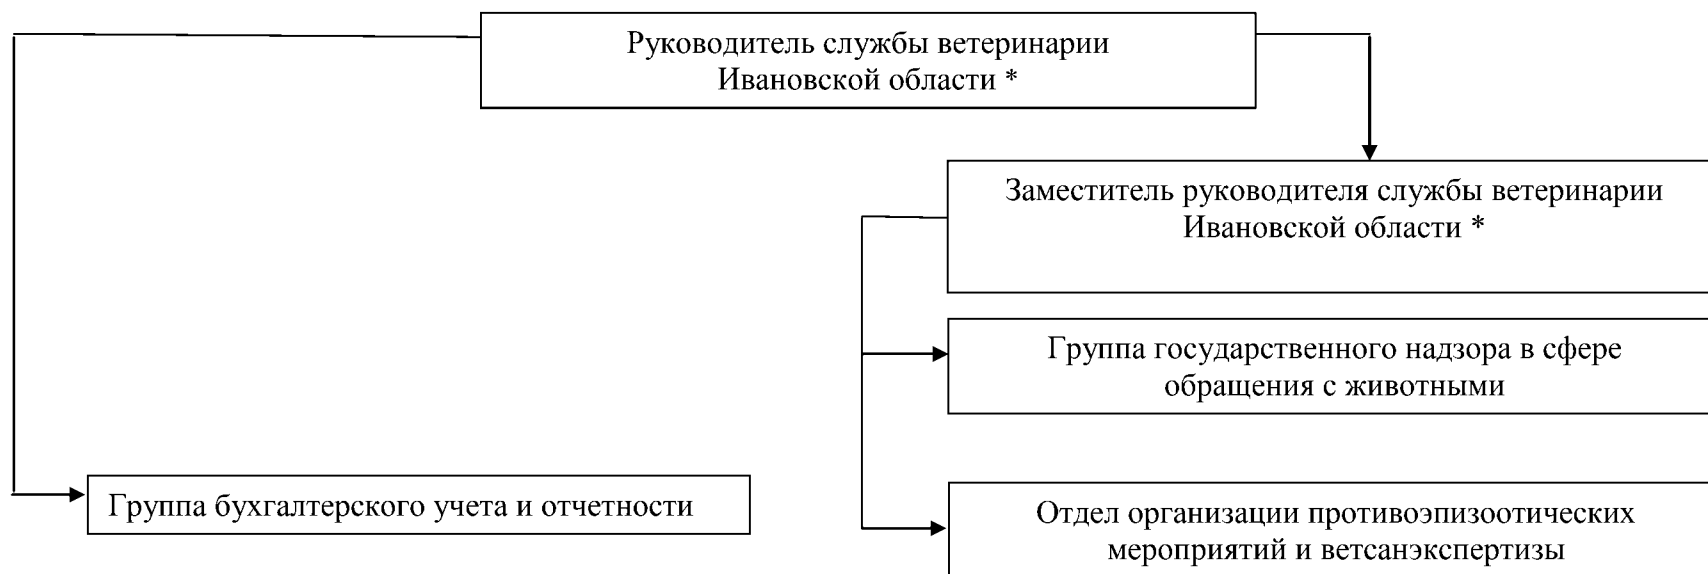 Руководитель службы ветеринарии
Ивановской области *
Заместитель руководителя службы ветеринарии
Ивановской области *
Группа государственного надзора в сфере
обращения с животными
Группа бухгалтерского учета и отчетности
Отдел организации противоэпизоотических
мероприятий и ветсанэкспертизы